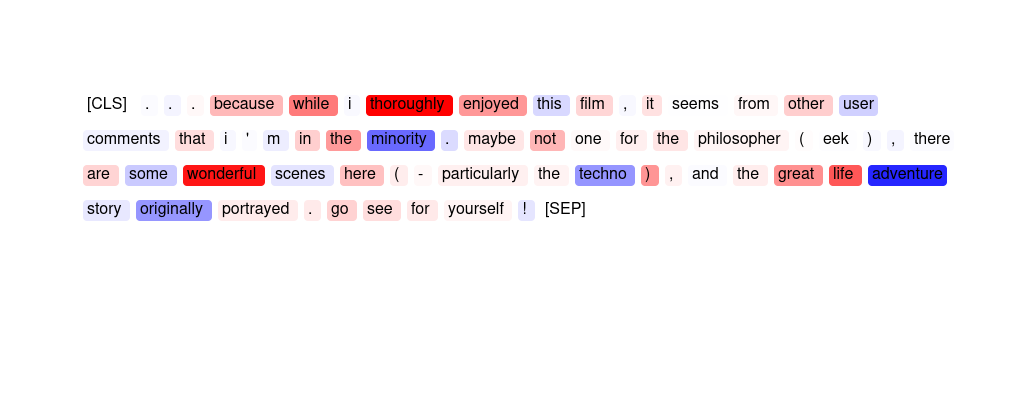 [CLS] . . . because while i thoroughly enjoyed this film , it seems from other user
comments that i ' m in the minority . maybe not one for the philosopher ( eek ) , there
are some wonderful scenes here ( - particularly the techno ) , and the great life adventure
story originally portrayed . go see for yourself ! [SEP]